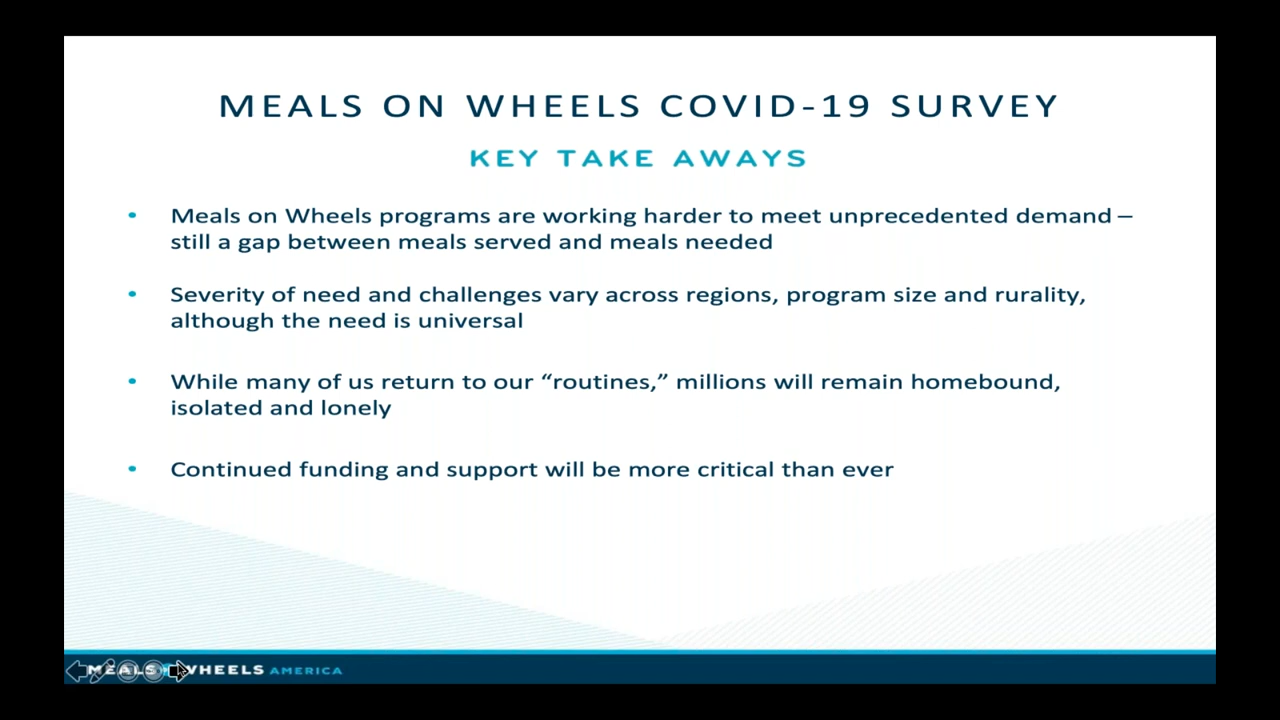 MEALS ON WHEELS COVID-19 SURVEY
KEY TAKE AWAYS
• Meals on Wheels programs are working harder to meet unprecedented demand –
still a gap between meals served and meals needed
• Severity of need and challenges vary across regions, program size and rurality,
although the need is universal
• While many of us return to our “routines,” millions will remain homebound,
isolated and lonely
• Continued funding and support will be more critical than ever
MEALS WHEELS AMERICA